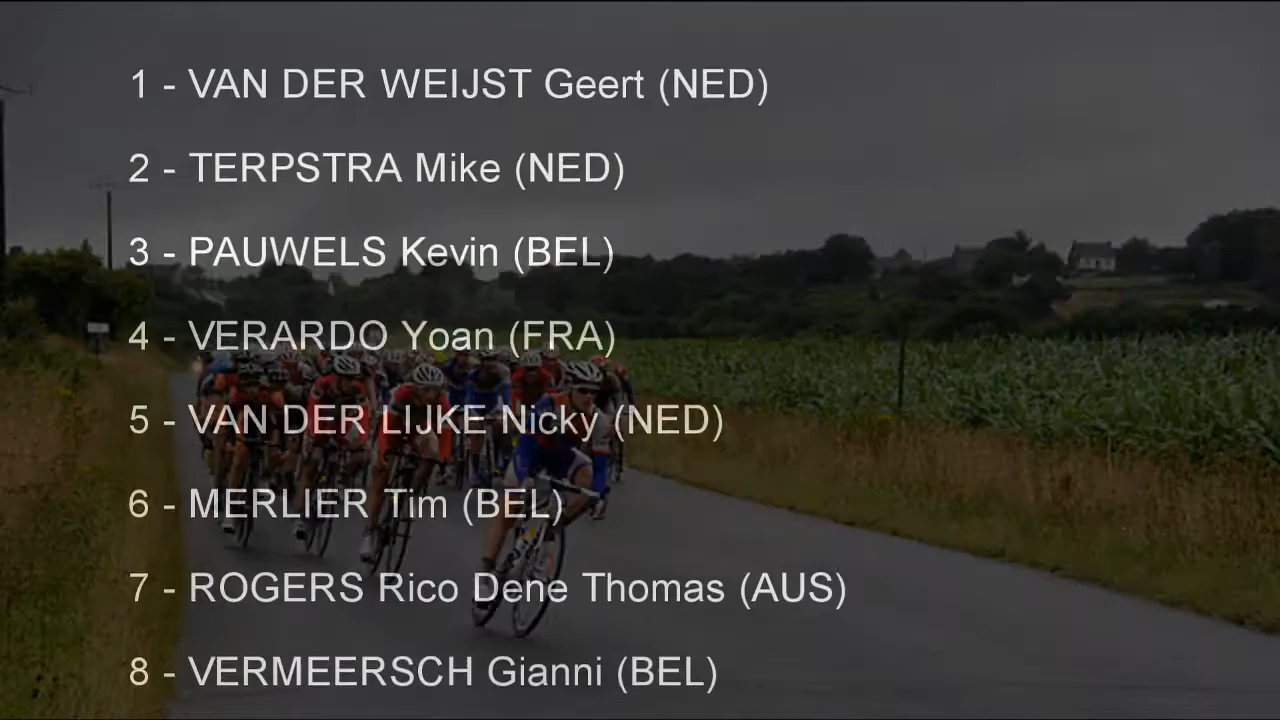 1 - VAN DER WEIJST Geert (NED)
2 - TERPSTRA Mike (NED)
3 - PAUWELS Kevin (BEL)
4 - VERARDO Yoan (FRA)
5 - VAN DER LIJKE Nicky (NED)
6 - MERLIER Tim (BEL)
7 - ROGERS Rico Dene Thomas (AUS)
8 - VERMEERSCH Gianni (BEL)